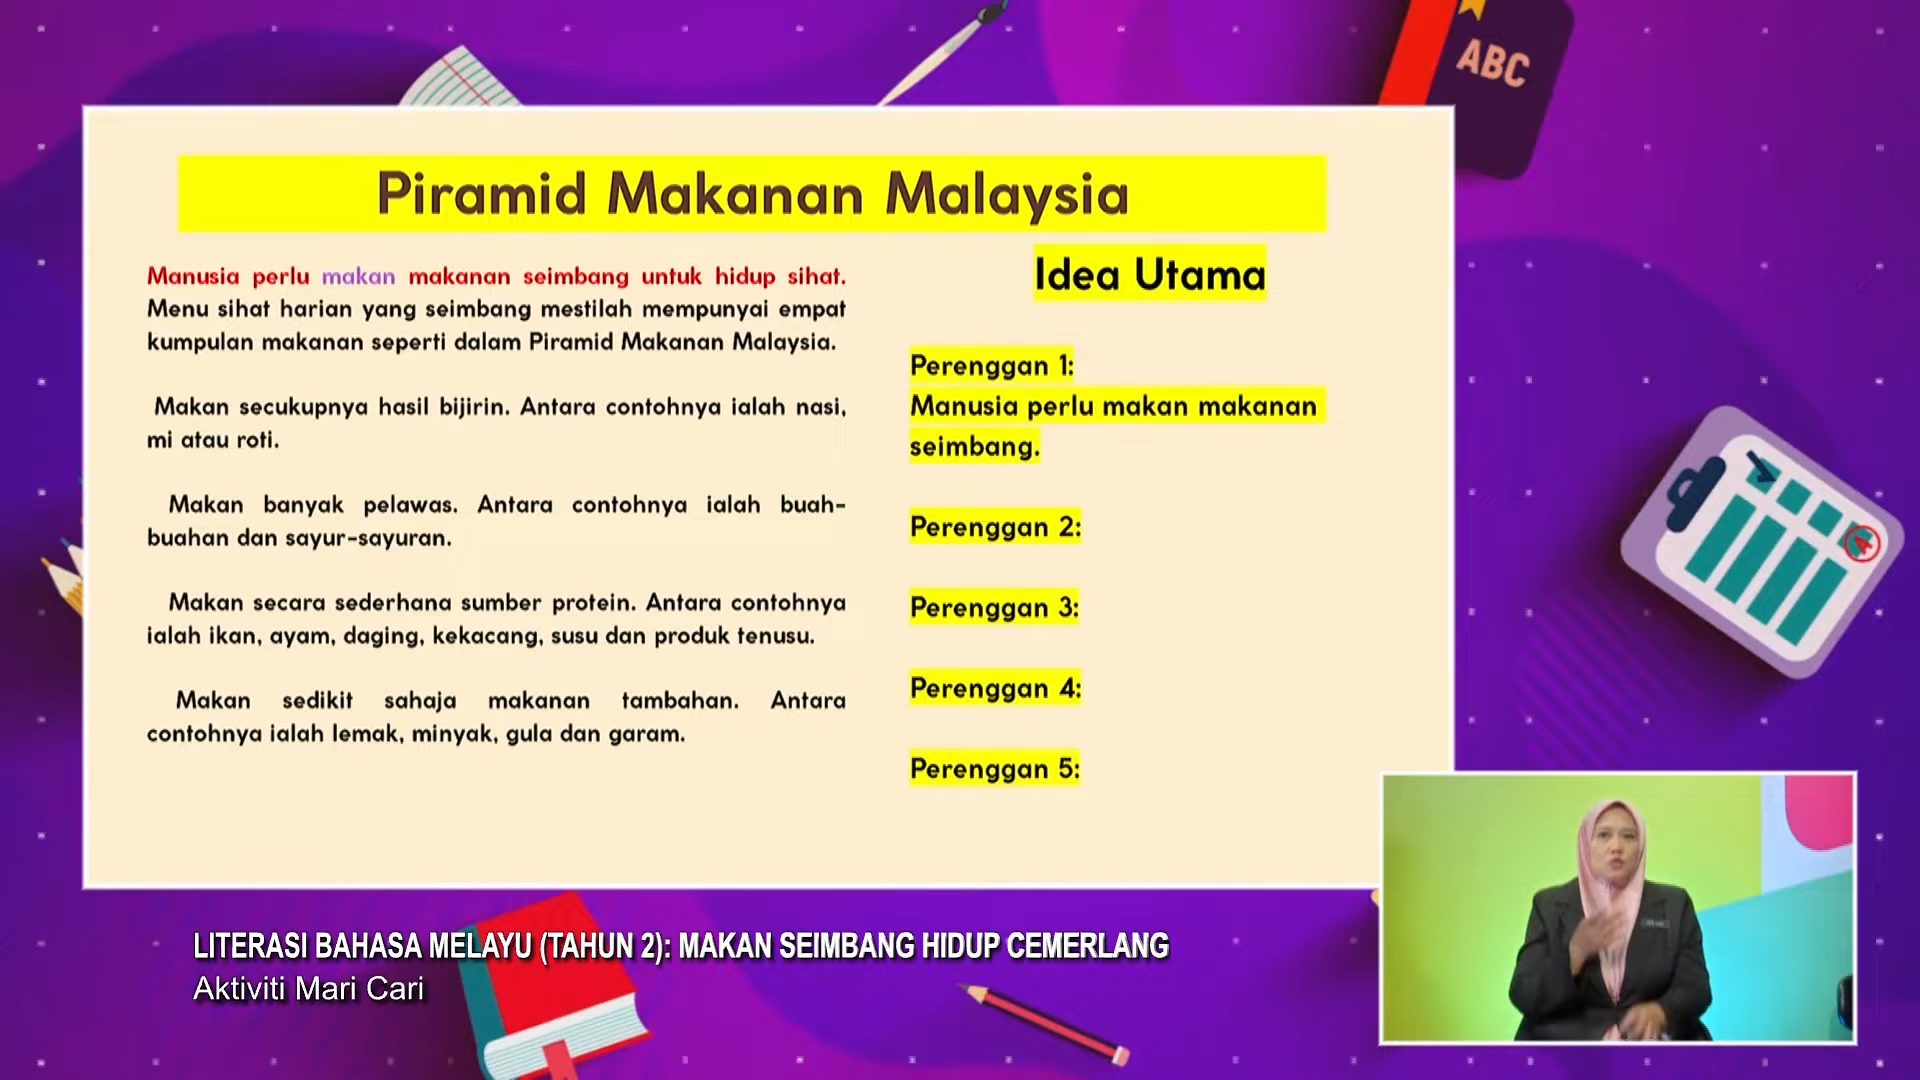 ABC
Piramid Makanan Malaysia
Manusia perlu makan makanan seimbang untuk hidup sihat.
Menu sihat harian yang seimbang mestilah mempunyai empat
kumpulan makanan seperti dalam Piramid Makanan Malaysia.
Makan secukupnya hasil bijirin. Antara contohnya ialah nasi,
mi atau roti.
Makan banyak pelawas. Antara contohnya ialah buah-
buahan dan sayur-sayuran.
Makan secara sederhana sumber protein. Antara contohnya
ialah ikan, ayam, daging, kekacang, susu dan produk tenusu.
Makan sedikit sahaja makanan tambahan. Antara
contohnya ialah lemak, minyak, gula dan garam.
Idea Utama
Perenggan 1:
Manusia perlu makan makanan
seimbang.
Perenggan 2:
Perenggan 3:
Perenggan 4:
Perenggan 5:
A
LITERASI BAHASA MELAYU (TAHUN 2): MAKAN SEIMBANG HIDUP CEMERLANG
Aktiviti Mari Cari